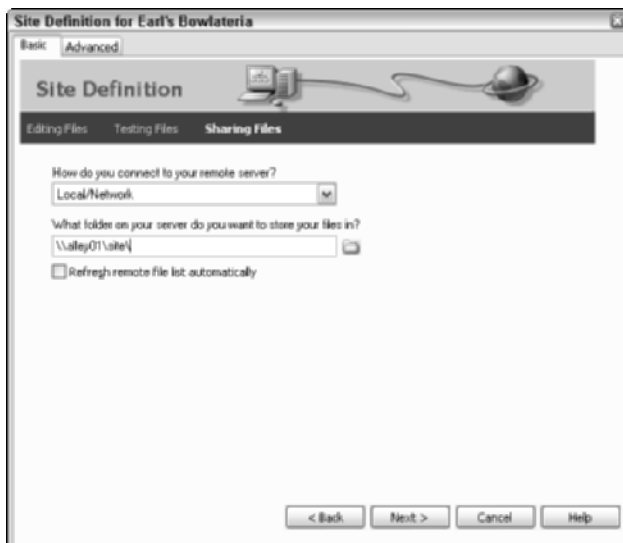 Site Definition for Earl's Bowlateria
Basic Advanced
Site Definition
Editing Files Testing Files Sharing Files
How do you connect to your remote server?
Local/Network
What folder on your server do you want to store your files in?
\\alley01\site\
Refresh remote file list automatically
< Back Next > Cancel Help